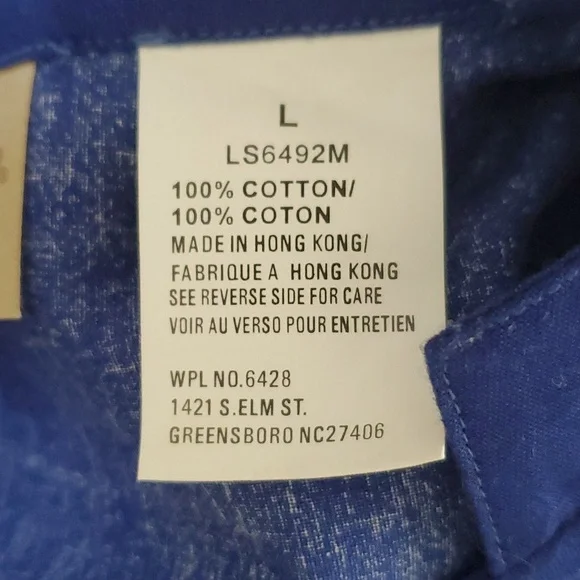 L
LS6492M
100% COTTON/
100% COTON
MADE IN HONG KONG/
FABRIQUE A HONG KONG
SEE REVERSE SIDE FOR CARE
VOIR AU VERSO POUR ENTRETIEN
WPL NO.6428
1421 S.ELM ST.
GREENSBORO NC27406